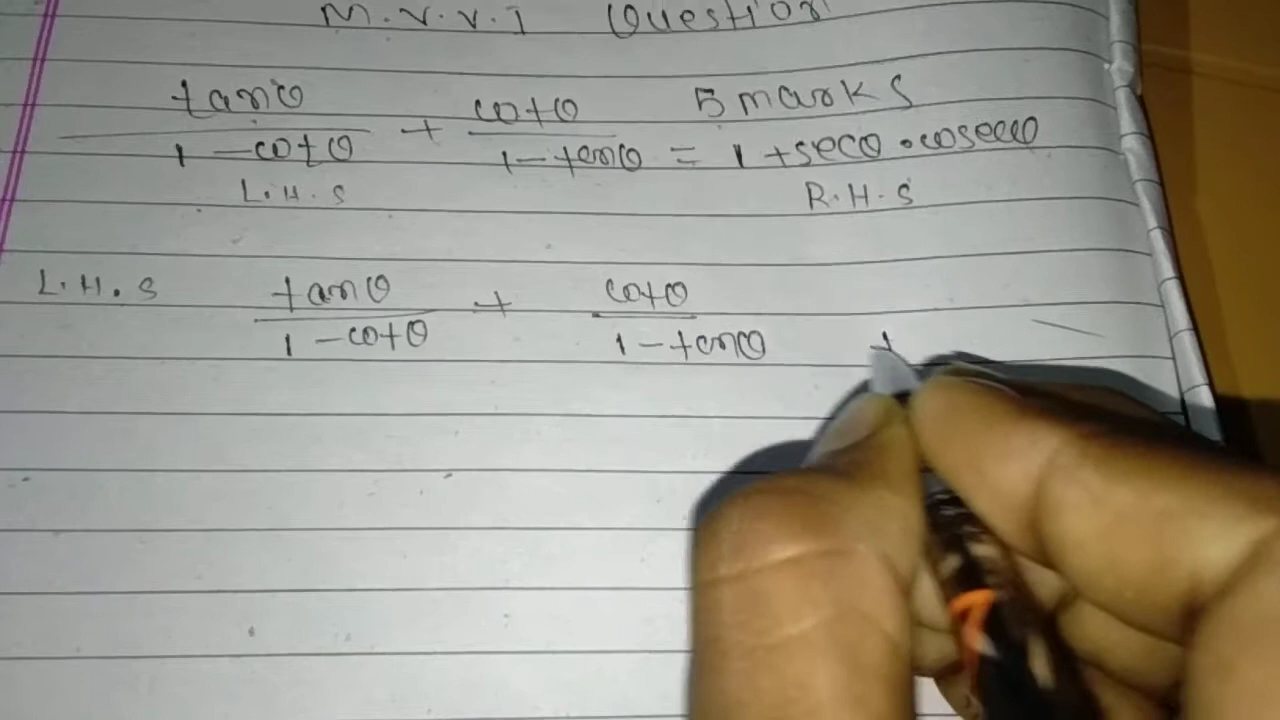 M.V.V.I Question
tanθ + cotθ 5 marks
1 - cotθ 1 - tanθ = 1 + secθ . cosecθ
L.H.S R.H.S
L.H.S tanθ + cotθ
1 - cotθ 1 - tanθ